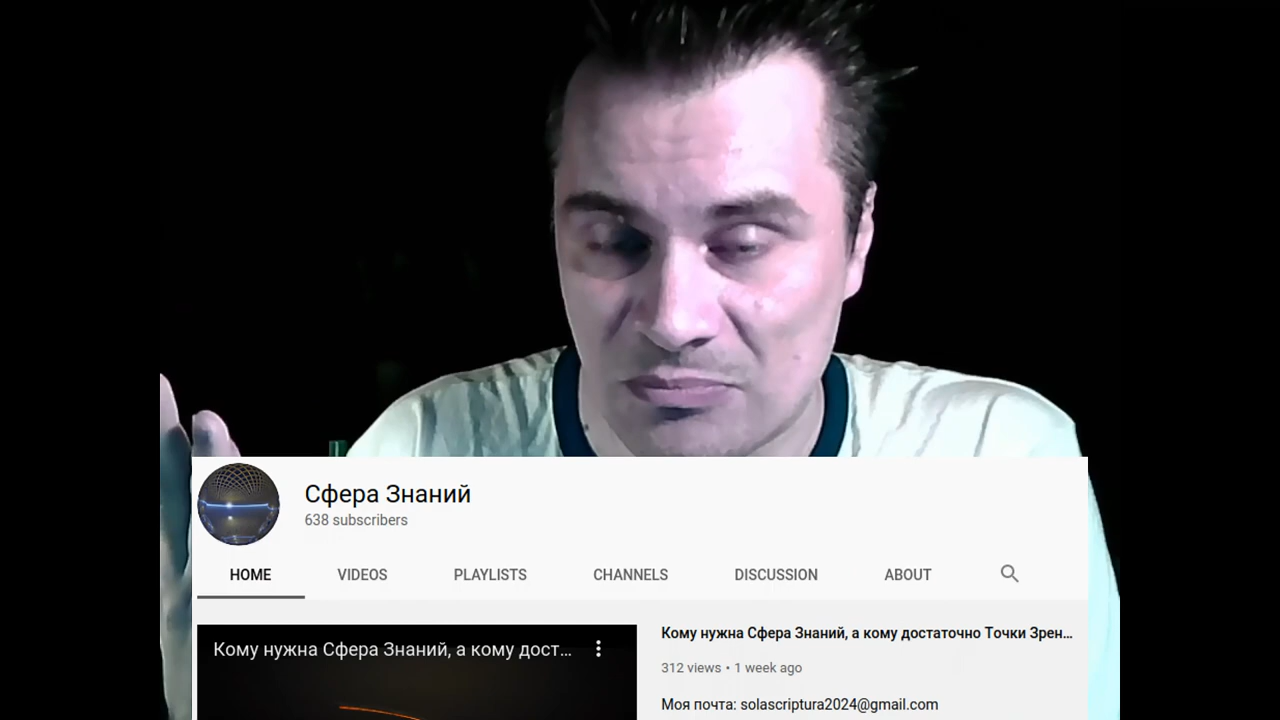 Сфера Знаний
638 subscribers
HOME VIDEOS PLAYLISTS CHANNELS DISCUSSION ABOUT
Кому нужна Сфера Знаний, а кому дост...
Кому нужна Сфера Знаний, а кому достаточно Точки Зрен...
312 views • 1 week ago
Моя почта: solascriptura2024@gmail.com